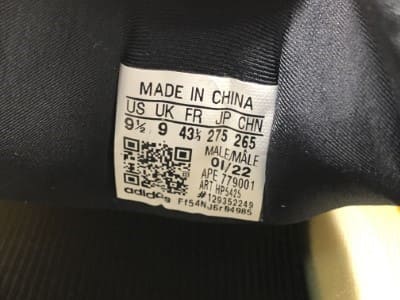 MADE IN CHINA
US UK FR JP CHN
9½ 9 43⅓ 275 265
MALE/MÂLE
01/22
APE 779001
ART HP5425
# 129352249
adidas Ff54NJ6r04985